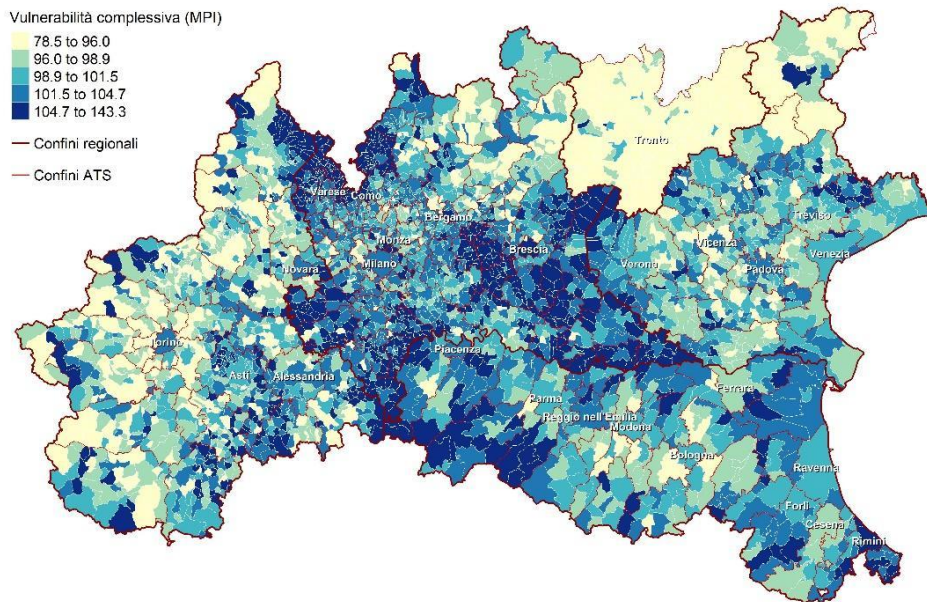 Vulnerabilità complessiva (MPI)
78.5 to 96.0
96.0 to 98.9
98.9 to 101.5
101.5 to 104.7
104.7 to 143.3
Confini regionali
Confini ATS
Trento
Varese
Como
Bergamo
Treviso
Monza
Brescia
Vicenza
Venezia
Novara
Milano
Verona
Padova
Torino
Asti
Alessandria
Piacenza
Parma
Ferrara
Reggio nell'Emilia
Modena
Bologna
Ravenna
Forlì
Cesena
Rimini